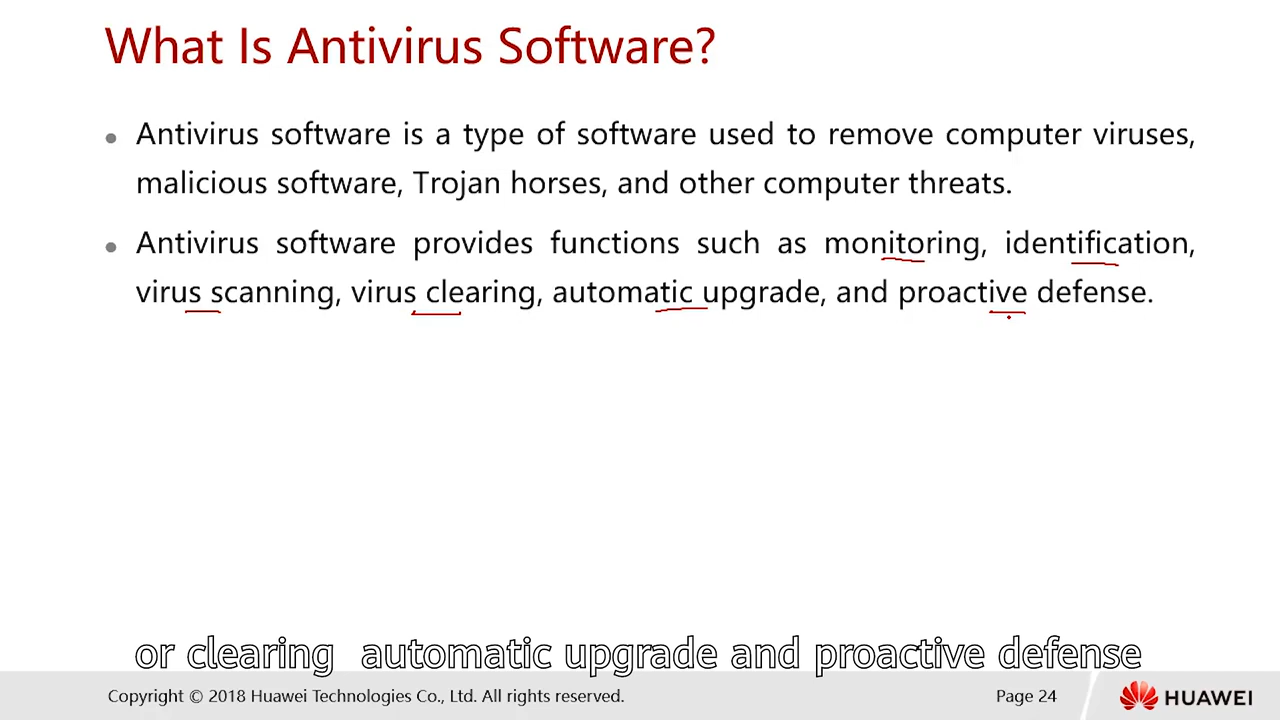 What Is Antivirus Software?
• Antivirus software is a type of software used to remove computer viruses,
malicious software, Trojan horses, and other computer threats.
• Antivirus software provides functions such as monitoring, identification,
virus scanning, virus clearing, automatic upgrade, and proactive defense.
or clearing automatic upgrade and proactive defense
Copyright © 2018 Huawei Technologies Co., Ltd. All rights reserved.
Page 24
HUAWEI